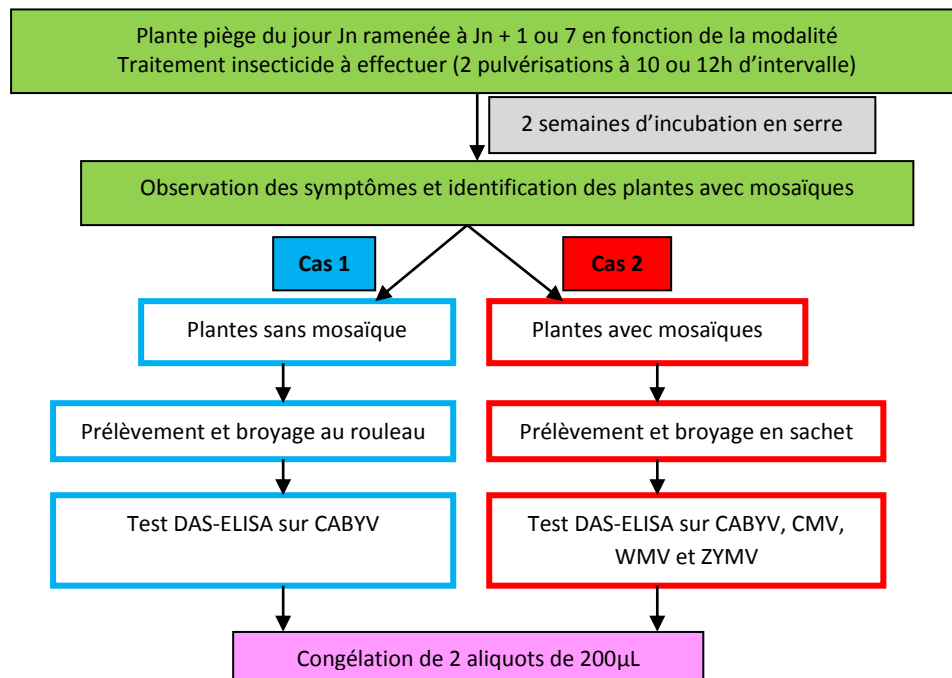 Plante piège du jour Jn ramenée à Jn + 1 ou 7 en fonction de la modalité
Traitement insecticide à effectuer (2 pulvérisations à 10 ou 12h d’intervalle)
2 semaines d’incubation en serre
Observation des symptômes et identification des plantes avec mosaïques
Cas 1
Cas 2
Plantes sans mosaïque
Plantes avec mosaïques
Prélèvement et broyage au rouleau
Prélèvement et broyage en sachet
Test DAS-ELISA sur CABYV
Test DAS-ELISA sur CABYV, CMV,
WMV et ZYMV
Congélation de 2 aliquots de 200µL